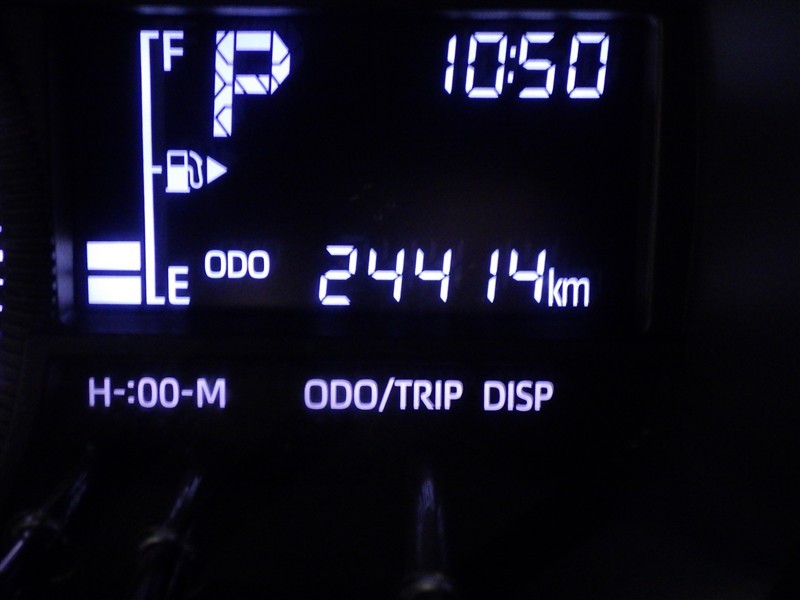 F
P
10:50
E
ODO 24414km
H-:00-M ODO/TRIP DISP